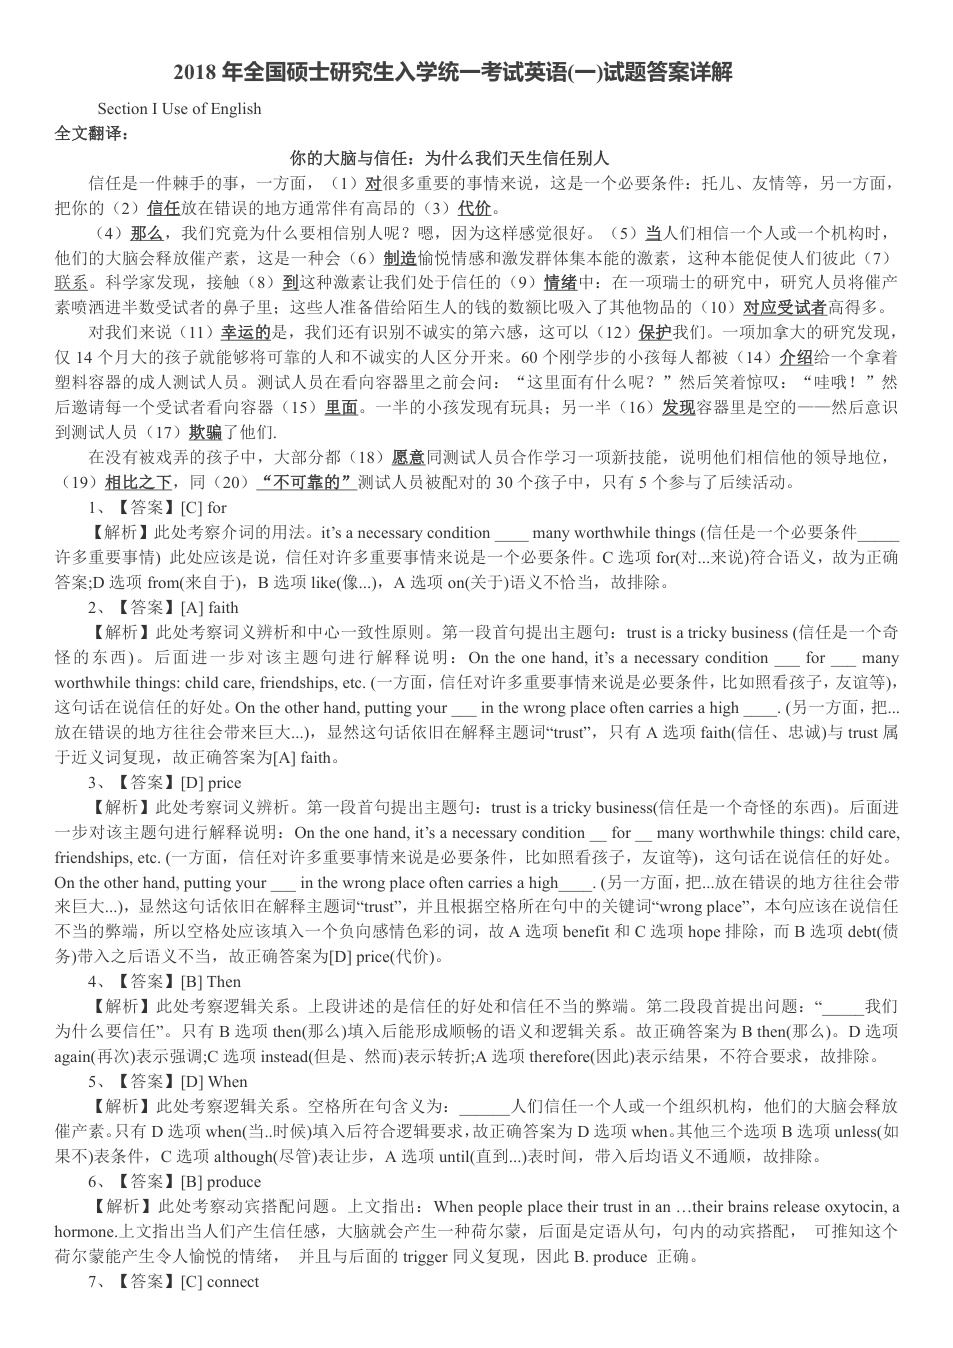 2018 年全国硕士研究生入学统一考试英语(一)试题答案详解
Section I Use of English
全文翻译：
你的大脑与信任：为什么我们天生信任别人
信任是一件棘手的事，一方面，（1）对很多重要的事情来说，这是一个必要条件：托儿、友情等，另一方面，
把你的（2）信任放在错误的地方通常伴有高昂的（3）代价。
（4）那么，我们究竟为什么要相信别人呢？嗯，因为这样感觉很好。（5）当人们相信一个人或一个机构时，
他们的大脑会释放催产素，这是一种会（6）制造愉悦情感和激发群体集本能的激素，这种本能促使人们彼此（7）
联系。科学家发现，接触（8）到这种激素让我们处于信任的（9）情绪中：在一项瑞士的研究中，研究人员将催产
素喷洒进半数受试者的鼻子里；这些人准备借给陌生人的钱的数额比吸入了其他物品的（10）对应受试者高得多。
对我们来说（11）幸运的是，我们还有识别不诚实的第六感，这可以（12）保护我们。一项加拿大的研究发现，
仅 14 个月大的孩子就能够将可靠的人和不诚实的人区分开来。60 个刚学步的小孩每人都被（14）介绍给一个拿着
塑料容器的成人测试人员。测试人员在看向容器里之前会问：“这里面有什么呢？”然后笑着惊叹：“哇哦！”然
后邀请每一个受试者看向容器（15）里面。一半的小孩发现有玩具；另一半（16）发现容器里是空的——然后意识
到测试人员（17）欺骗了他们.
在没有被戏弄的孩子中，大部分都（18）愿意同测试人员合作学习一项新技能，说明他们相信他的领导地位，
（19）相比之下，同（20）“不可靠的”测试人员被配对的 30 个孩子中，只有 5 个参与了后续活动。
1、【答案】[C] for
【解析】此处考察介词的用法。it’s a necessary condition ____ many worthwhile things (信任是一个必要条件_____
许多重要事情) 此处应该是说，信任对许多重要事情来说是一个必要条件。C 选项 for(对...来说)符合语义，故为正确
答案;D 选项 from(来自于)，B 选项 like(像...)，A 选项 on(关于)语义不恰当，故排除。
2、【答案】[A] faith
【解析】此处考察词义辨析和中心一致性原则。第一段首句提出主题句：trust is a tricky business (信任是一个奇
怪的东西)。后面进一步对该主题句进行解释说明：On the one hand, it’s a necessary condition ___ for ___ many
worthwhile things: child care, friendships, etc. (一方面，信任对许多重要事情来说是必要条件，比如照看孩子，友谊等)，
这句话在说信任的好处。On the other hand, putting your ___ in the wrong place often carries a high ____. (另一方面，把...
放在错误的地方往往会带来巨大...)，显然这句话依旧在解释主题词“trust”，只有 A 选项 faith(信任、忠诚)与 trust 属
于近义词复现，故正确答案为[A] faith。
3、【答案】[D] price
【解析】此处考察词义辨析。第一段首句提出主题句：trust is a tricky business(信任是一个奇怪的东西)。后面进
一步对该主题句进行解释说明：On the one hand, it’s a necessary condition __ for __ many worthwhile things: child care,
friendships, etc. (一方面，信任对许多重要事情来说是必要条件，比如照看孩子，友谊等)，这句话在说信任的好处。
On the other hand, putting your ___ in the wrong place often carries a high____. (另一方面，把...放在错误的地方往往会带
来巨大...)，显然这句话依旧在解释主题词“trust”，并且根据空格所在句中的关键词“wrong place”，本句应该在说信任
不当的弊端，所以空格处应该填入一个负向感情色彩的词，故 A 选项 benefit 和 C 选项 hope 排除，而 B 选项 debt(债
务)带入之后语义不当，故正确答案为[D] price(代价)。
4、【答案】[B] Then
【解析】此处考察逻辑关系。上段讲述的是信任的好处和信任不当的弊端。第二段段首提出问题：“_____我们
为什么要信任”。只有 B 选项 then(那么)填入后能形成顺畅的语义和逻辑关系。故正确答案为 B then(那么)。D 选项
again(再次)表示强调;C 选项 instead(但是、然而)表示转折;A 选项 therefore(因此)表示结果，不符合要求，故排除。
5、【答案】[D] When
【解析】此处考察逻辑关系。空格所在句含义为：______人们信任一个人或一个组织机构，他们的大脑会释放
催产素。只有 D 选项 when(当..时候)填入后符合逻辑要求，故正确答案为 D 选项 when。其他三个选项 B 选项 unless(如
果不)表条件，C 选项 although(尽管)表让步，A 选项 until(直到...)表时间，带入后均语义不通顺，故排除。
6、【答案】[B] produce
【解析】此处考察动宾搭配问题。上文指出：When people place their trust in an …their brains release oxytocin, a
hormone.上文指出当人们产生信任感，大脑就会产生一种荷尔蒙，后面是定语从句，句内的动宾搭配， 可推知这个
荷尔蒙能产生令人愉悦的情绪， 并且与后面的 trigger 同义复现，因此 B. produce 正确。
7、【答案】[C] connect